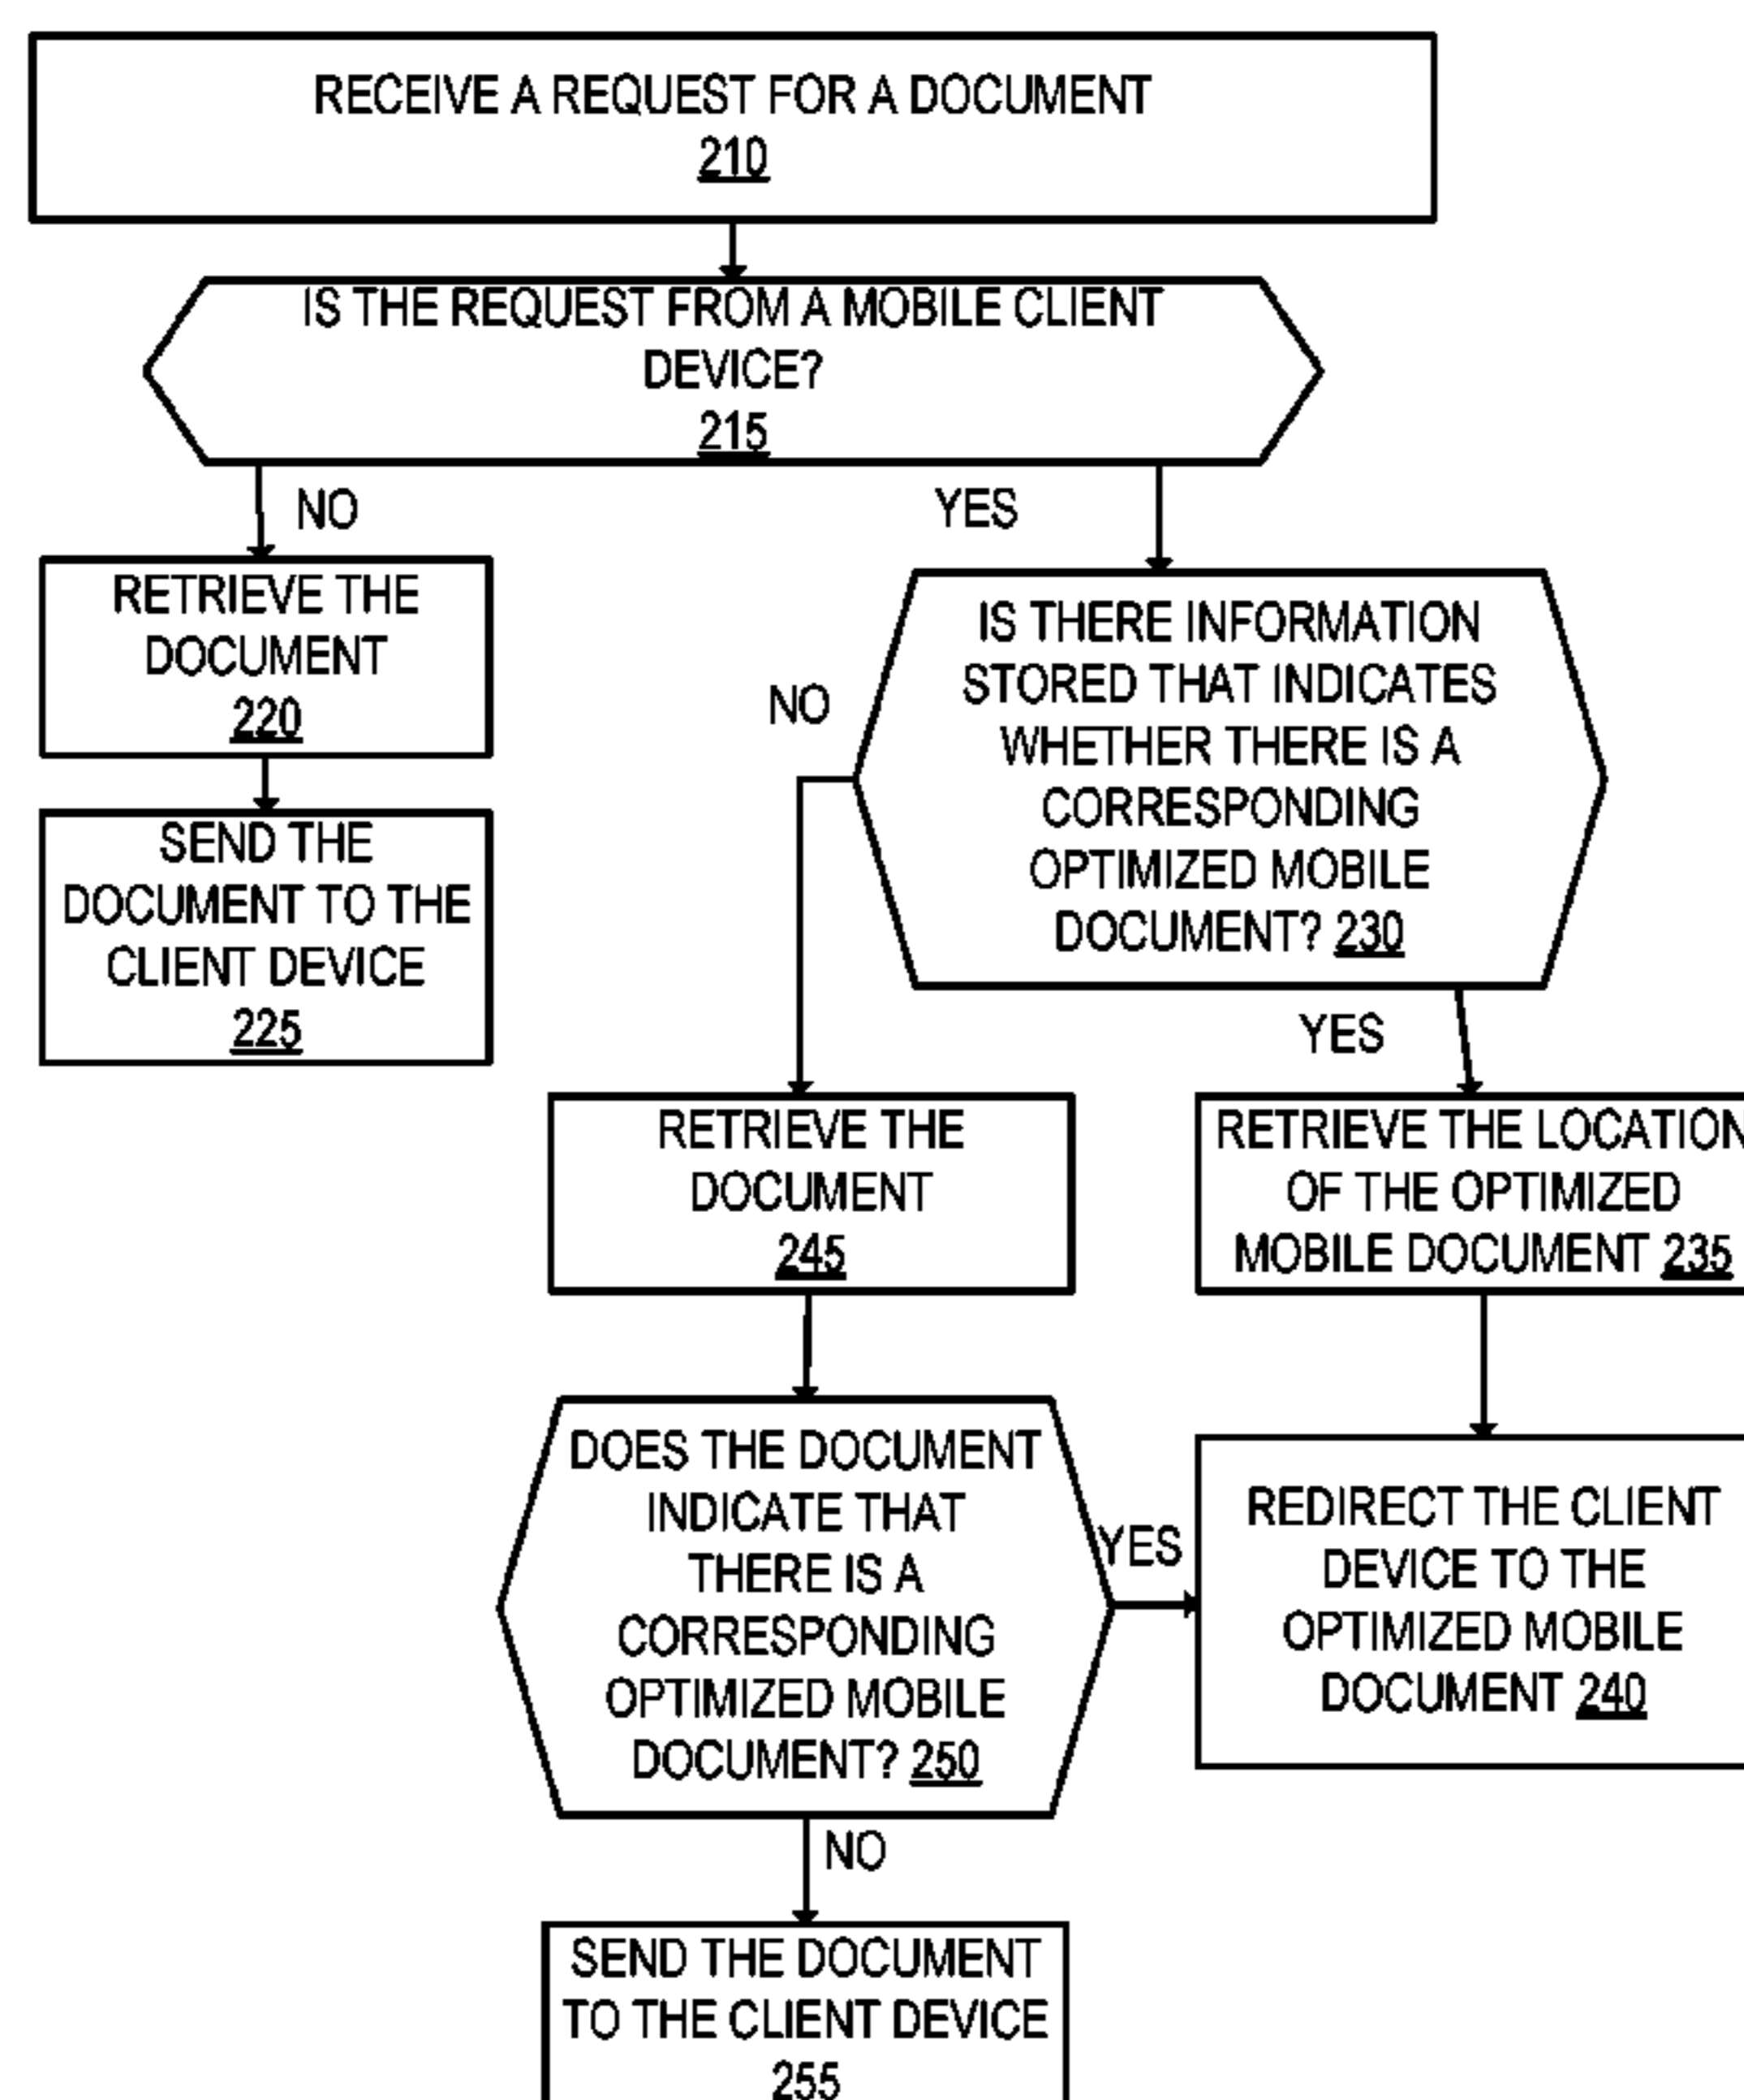 RECEIVE A REQUEST FOR A DOCUMENT
210
IS THE REQUEST FROM A MOBILE CLIENT
DEVICE?
215
NO
YES
RETRIEVE THE
DOCUMENT
220
SEND THE
DOCUMENT TO THE
CLIENT DEVICE
225
IS THERE INFORMATION
STORED THAT INDICATES
WHETHER THERE IS A
CORRESPONDING
OPTIMIZED MOBILE
DOCUMENT? 230
NO
YES
RETRIEVE THE
DOCUMENT
245
RETRIEVE THE LOCATION
OF THE OPTIMIZED
MOBILE DOCUMENT 235
DOES THE DOCUMENT
INDICATE THAT
THERE IS A
CORRESPONDING
OPTIMIZED MOBILE
DOCUMENT? 250
YES
REDIRECT THE CLIENT
DEVICE TO THE
OPTIMIZED MOBILE
DOCUMENT 240
NO
SEND THE DOCUMENT
TO THE CLIENT DEVICE
255